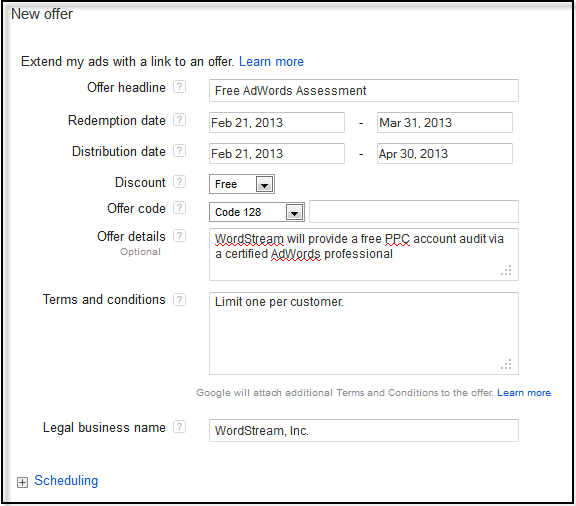 New offer
Extend my ads with a link to an offer. Learn more
Offer headline ? Free AdWords Assessment
Redemption date ? Feb 21, 2013 - Mar 31, 2013
Distribution date ? Feb 21, 2013 - Apr 30, 2013
Discount ? Free
Offer code ? Code 128
Offer details ? WordStream will provide a free PPC account audit via
Optional a certified AdWords professional
Terms and conditions ? Limit one per customer.
Google will attach additional Terms and Conditions to the offer. Learn more
Legal business name ? WordStream, Inc.
Scheduling